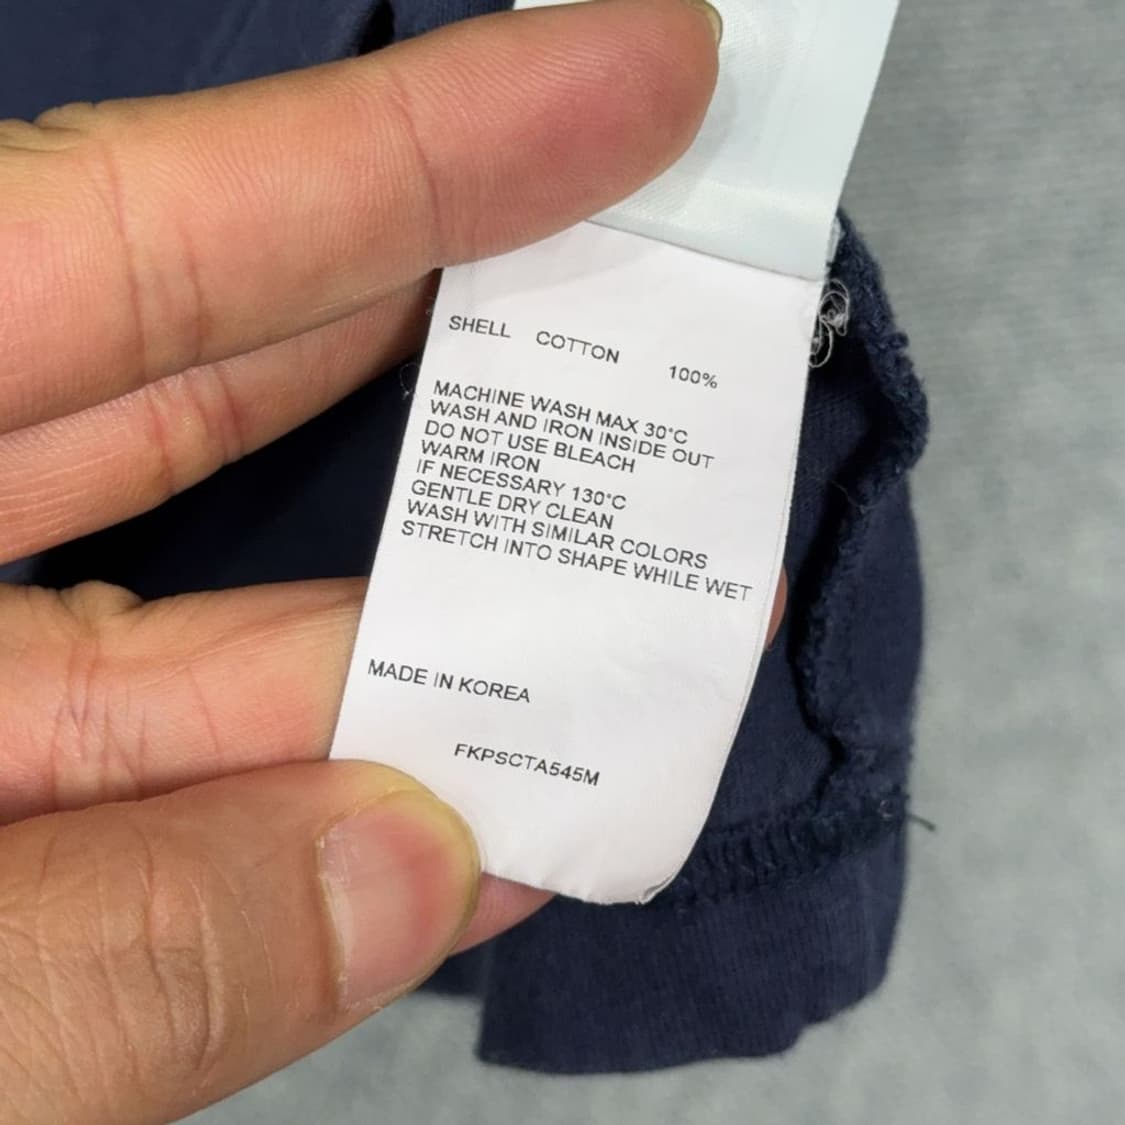 SHELL COTTON 100%
MACHINE WASH MAX 30°C
WASH AND IRON INSIDE OUT
DO NOT USE BLEACH
WARM IRON
IF NECESSARY 130°C
GENTLE DRY CLEAN
WASH WITH SIMILAR COLORS
STRETCH INTO SHAPE WHILE WET
MADE IN KOREA
FKPSCTA545M